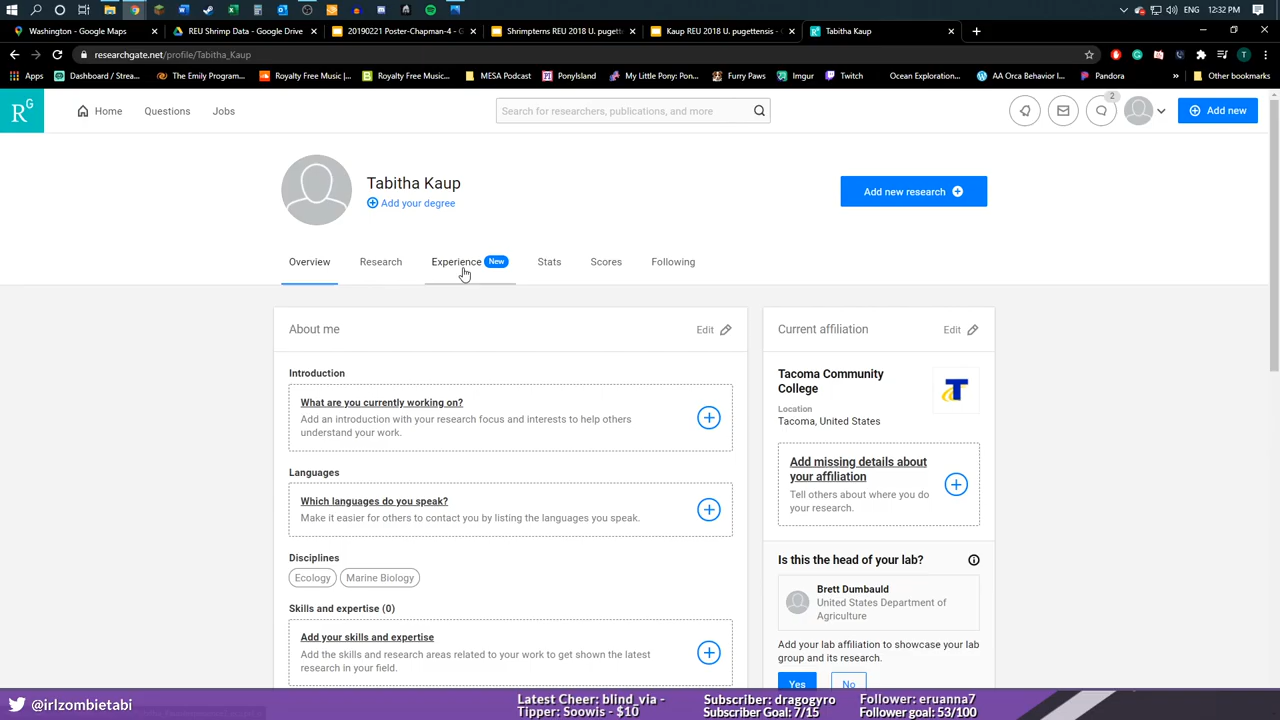 12:32 PM
Washington - Google Maps
REU Shrimp Data - Google Drive
20190221 Poster-Chapman-4 - G
Shrimpterns REU 2018 U. pugett
Kaup REU 2018 U. pugettensis -
Tabitha Kaup
researchgate.net/profile/Tabitha_Kaup
Apps
Dashboard / Strea...
The Emily Program...
Royalty Free Music |...
Royalty Free Music...
MESA Podcast
PonyIsland
My Little Pony: Pon...
Furry Paws
Imgur
Twitch
Ocean Exploration...
AA Orca Behavior I...
Pandora
»
Other bookmarks
RG
Home
Questions
Jobs
Search for researchers, publications, and more
2
Add new
Tabitha Kaup
Add your degree
Add new research
Overview
Research
Experience New
Stats
Scores
Following
About me
Edit
Introduction
What are you currently working on?
Add an introduction with your research focus and interests to help others
understand your work.
Languages
Which languages do you speak?
Make it easier for others to contact you by listing the languages you speak.
Disciplines
Ecology
Marine Biology
Skills and expertise (0)
Add your skills and expertise
Add the skills and research areas related to your work to get shown the latest
research in your field.
Current affiliation
Edit
Tacoma Community
College
Location
Tacoma, United States
Add missing details about
your affiliation
Tell others about where you do
your research.
Is this the head of your lab?
Brett Dumbauld
United States Department of
Agriculture
Add your lab affiliation to showcase your lab
group and its research.
Yes
No
@irlzombietabi
Latest Cheer: blind_via -
Tipper: Soowis - $10
Subscriber: dragogyro
Subscriber Goal: 7/15
Follower: eruanna7
Follower goal: 53/100